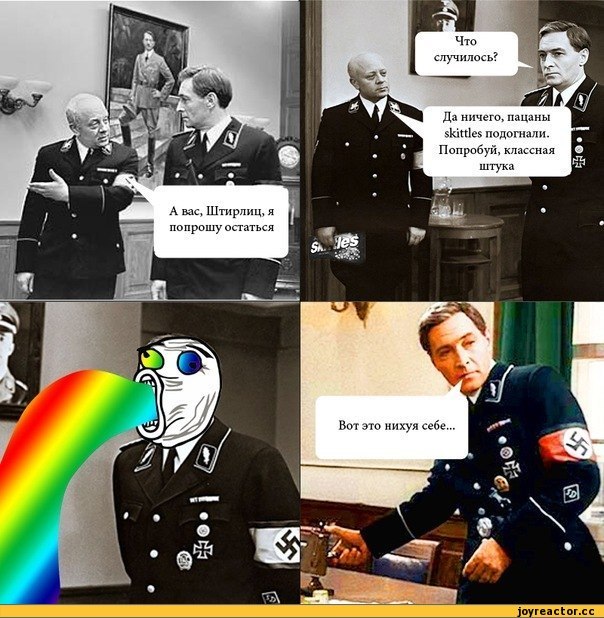 А вас, Штирлиц, я
попрошу остаться
Что
случилось?
Да ничего, пацаны
skittles подогнали.
Попробуй, классная
штука
Skittles
Вот это нихуя себе...
SD
joyreactor.cc